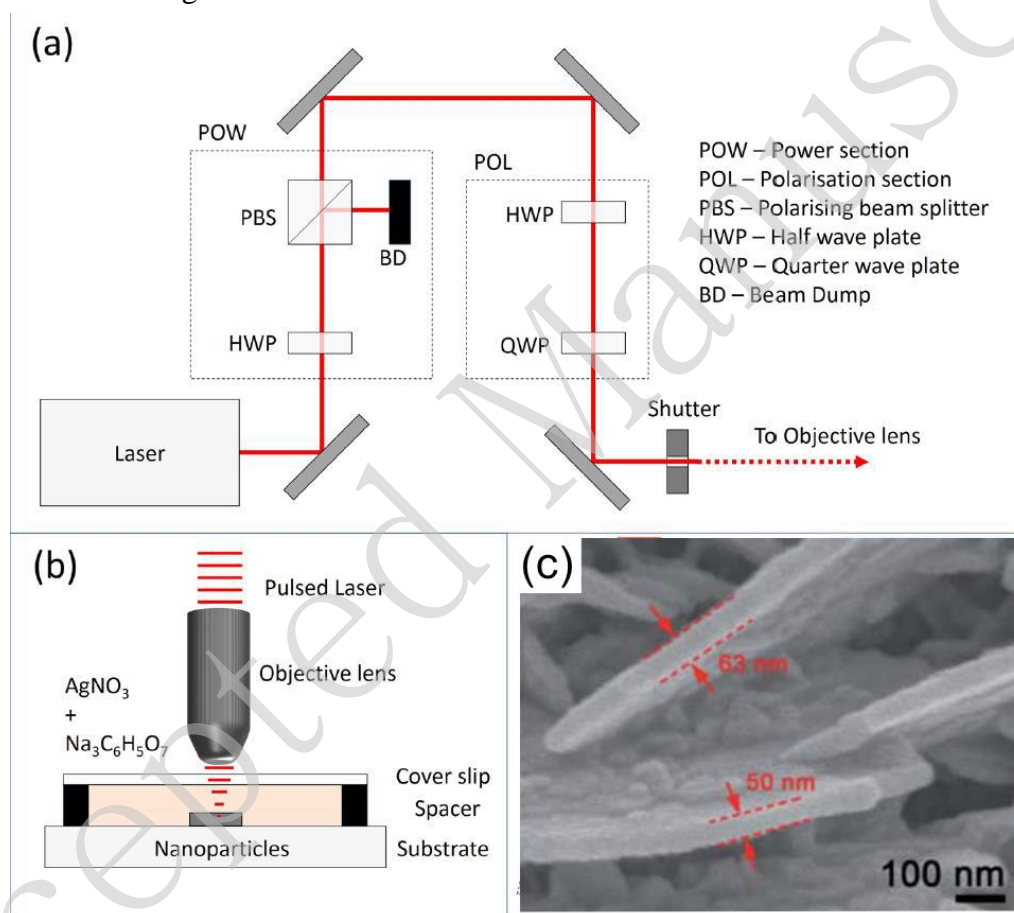 (a)
POW
POL
PBS
BD
HWP
HWP
QWP
POW – Power section
POL – Polarisation section
PBS – Polarising beam splitter
HWP – Half wave plate
QWP – Quarter wave plate
BD – Beam Dump
Laser
Shutter
To Objective lens
(b)
Pulsed Laser
Objective lens
AgNO3
+
Na3C6H5O7
Cover slip
Spacer
Nanoparticles
Substrate
(c)
63 nm
50 nm
100 nm